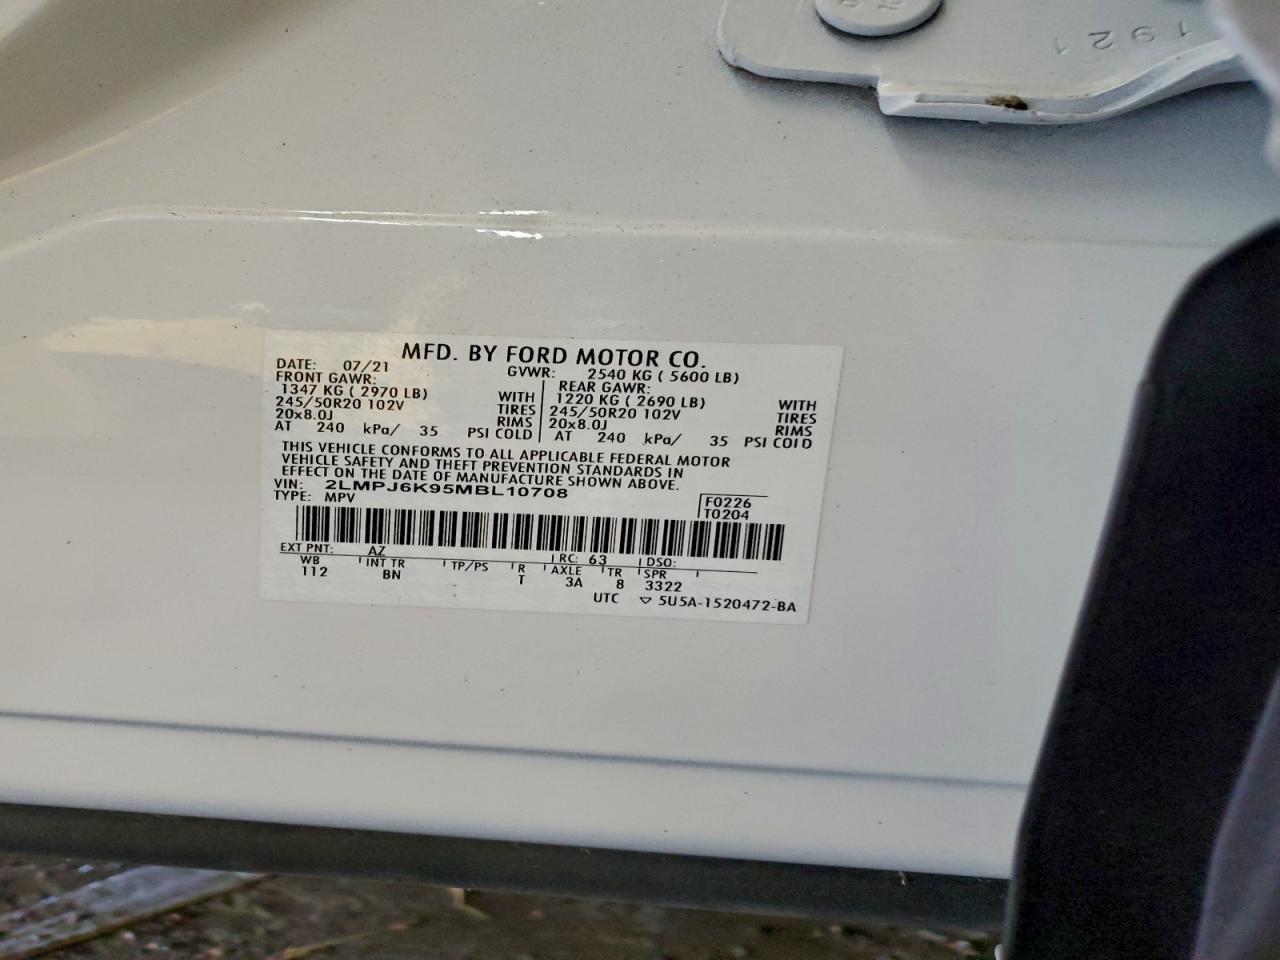 1921
MFD. BY FORD MOTOR CO.
DATE: 07/21 GVWR: 2540 KG ( 5600 LB)
FRONT GAWR: REAR GAWR:
1347 KG ( 2970 LB) WITH 1220 KG ( 2690 LB) WITH
245/50R20 102V TIRES 245/50R20 102V TIRES
20x8.0J RIMS 20x8.0J RIMS
AT 240 kPa/ 35 PSI COLD AT 240 kPa/ 35 PSI COLD
THIS VEHICLE CONFORMS TO ALL APPLICABLE FEDERAL MOTOR
VEHICLE SAFETY AND THEFT PREVENTION STANDARDS IN
EFFECT ON THE DATE OF MANUFACTURE SHOWN ABOVE.
VIN: 2LMPJ6K95MBL10708
TYPE: MPV F0226
T0204
EXT PNT: AZ RC: 63 DSO:
WB INT TR TP/PS R AXLE TR SPR
112 BN T 3A 8 3322
UTC ▽ 5U5A-1520472-BA